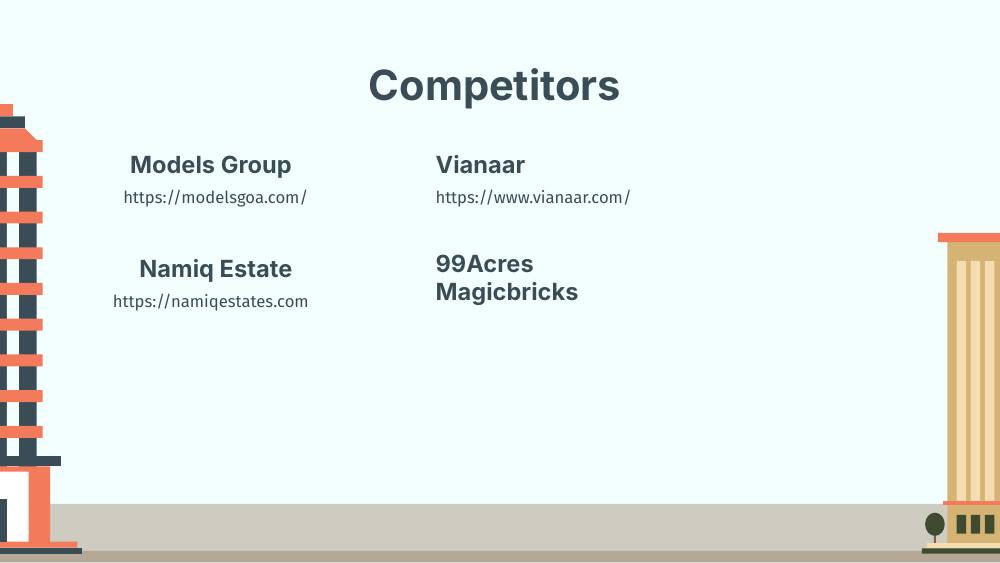 Competitors
Models Group
https://modelsgoa.com/
Vianaar
https://www.vianaar.com/
Namiq Estate
https://namiqestates.com
99Acres
Magicbricks